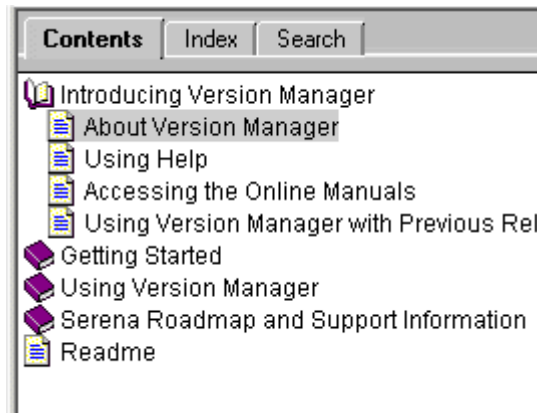 Contents Index Search
Introducing Version Manager
About Version Manager
Using Help
Accessing the Online Manuals
Using Version Manager with Previous Rel
Getting Started
Using Version Manager
Serena Roadmap and Support Information
Readme